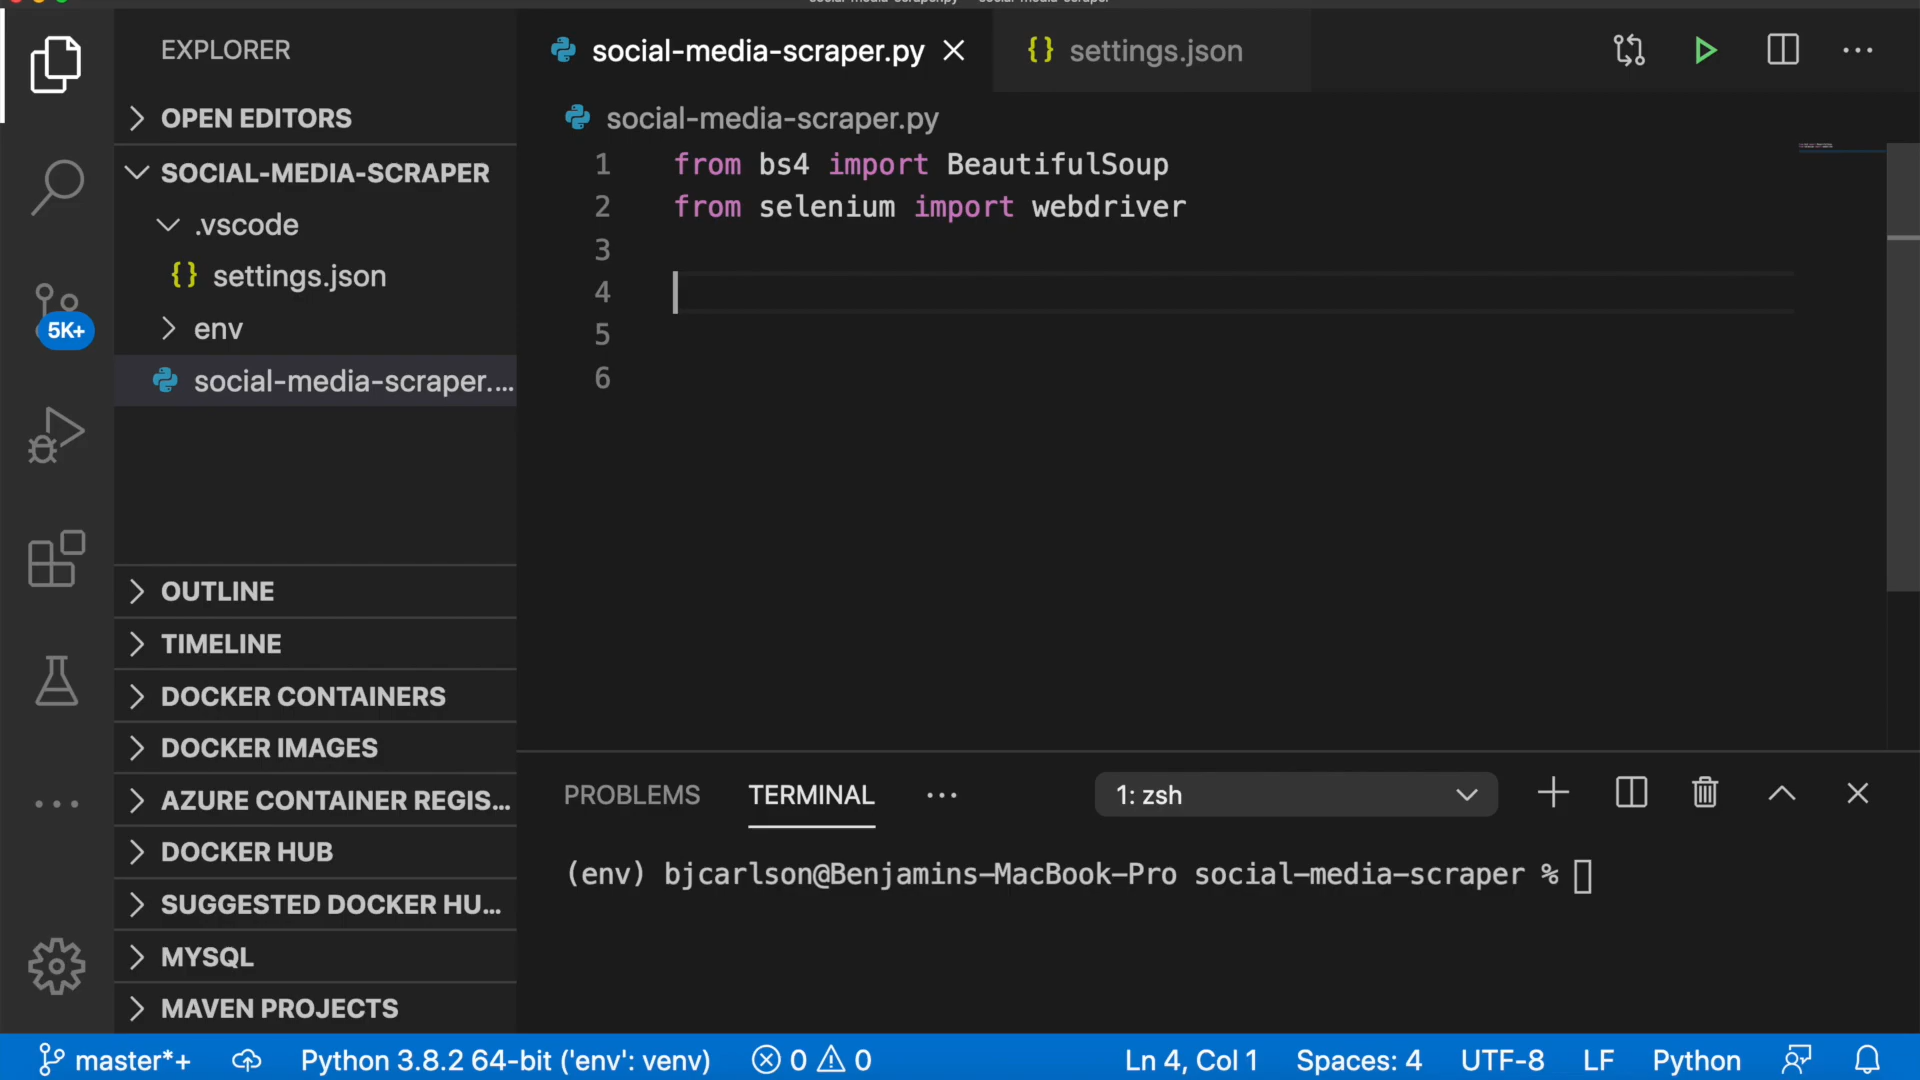 EXPLORER
OPEN EDITORS
SOCIAL-MEDIA-SCRAPER
.vscode
{} settings.json
env
social-media-scraper....
5K+
OUTLINE
TIMELINE
DOCKER CONTAINERS
DOCKER IMAGES
AZURE CONTAINER REGIS...
DOCKER HUB
SUGGESTED DOCKER HU...
MYSQL
MAVEN PROJECTS
social-media-scraper.py
{} settings.json
social-media-scraper.py
1 from bs4 import BeautifulSoup
2 from selenium import webdriver
3
4
5
6
PROBLEMS TERMINAL ... 1: zsh
(env) bjcarlson@Benjamins-MacBook-Pro social-media-scraper %
master*+ Python 3.8.2 64-bit ('env': venv) 0 0 Ln 4, Col 1 Spaces: 4 UTF-8 LF Python